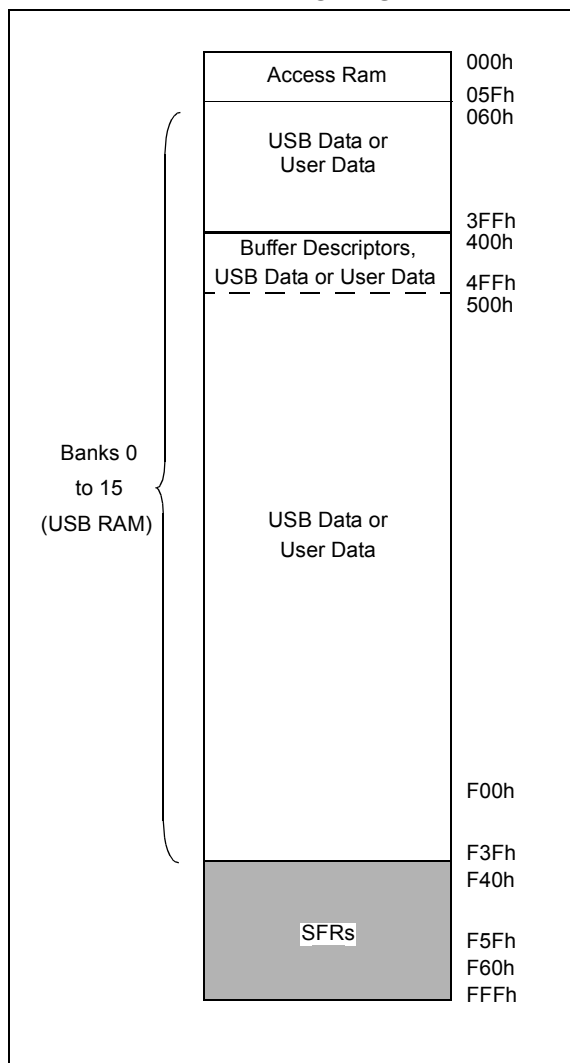 Access Ram
000h
05Fh
060h
USB Data or
User Data
3FFh
400h
Buffer Descriptors,
USB Data or User Data
4FFh
500h
Banks 0
to 15
(USB RAM)
USB Data or
User Data
F00h
F3Fh
F40h
SFRs
F5Fh
F60h
FFFh